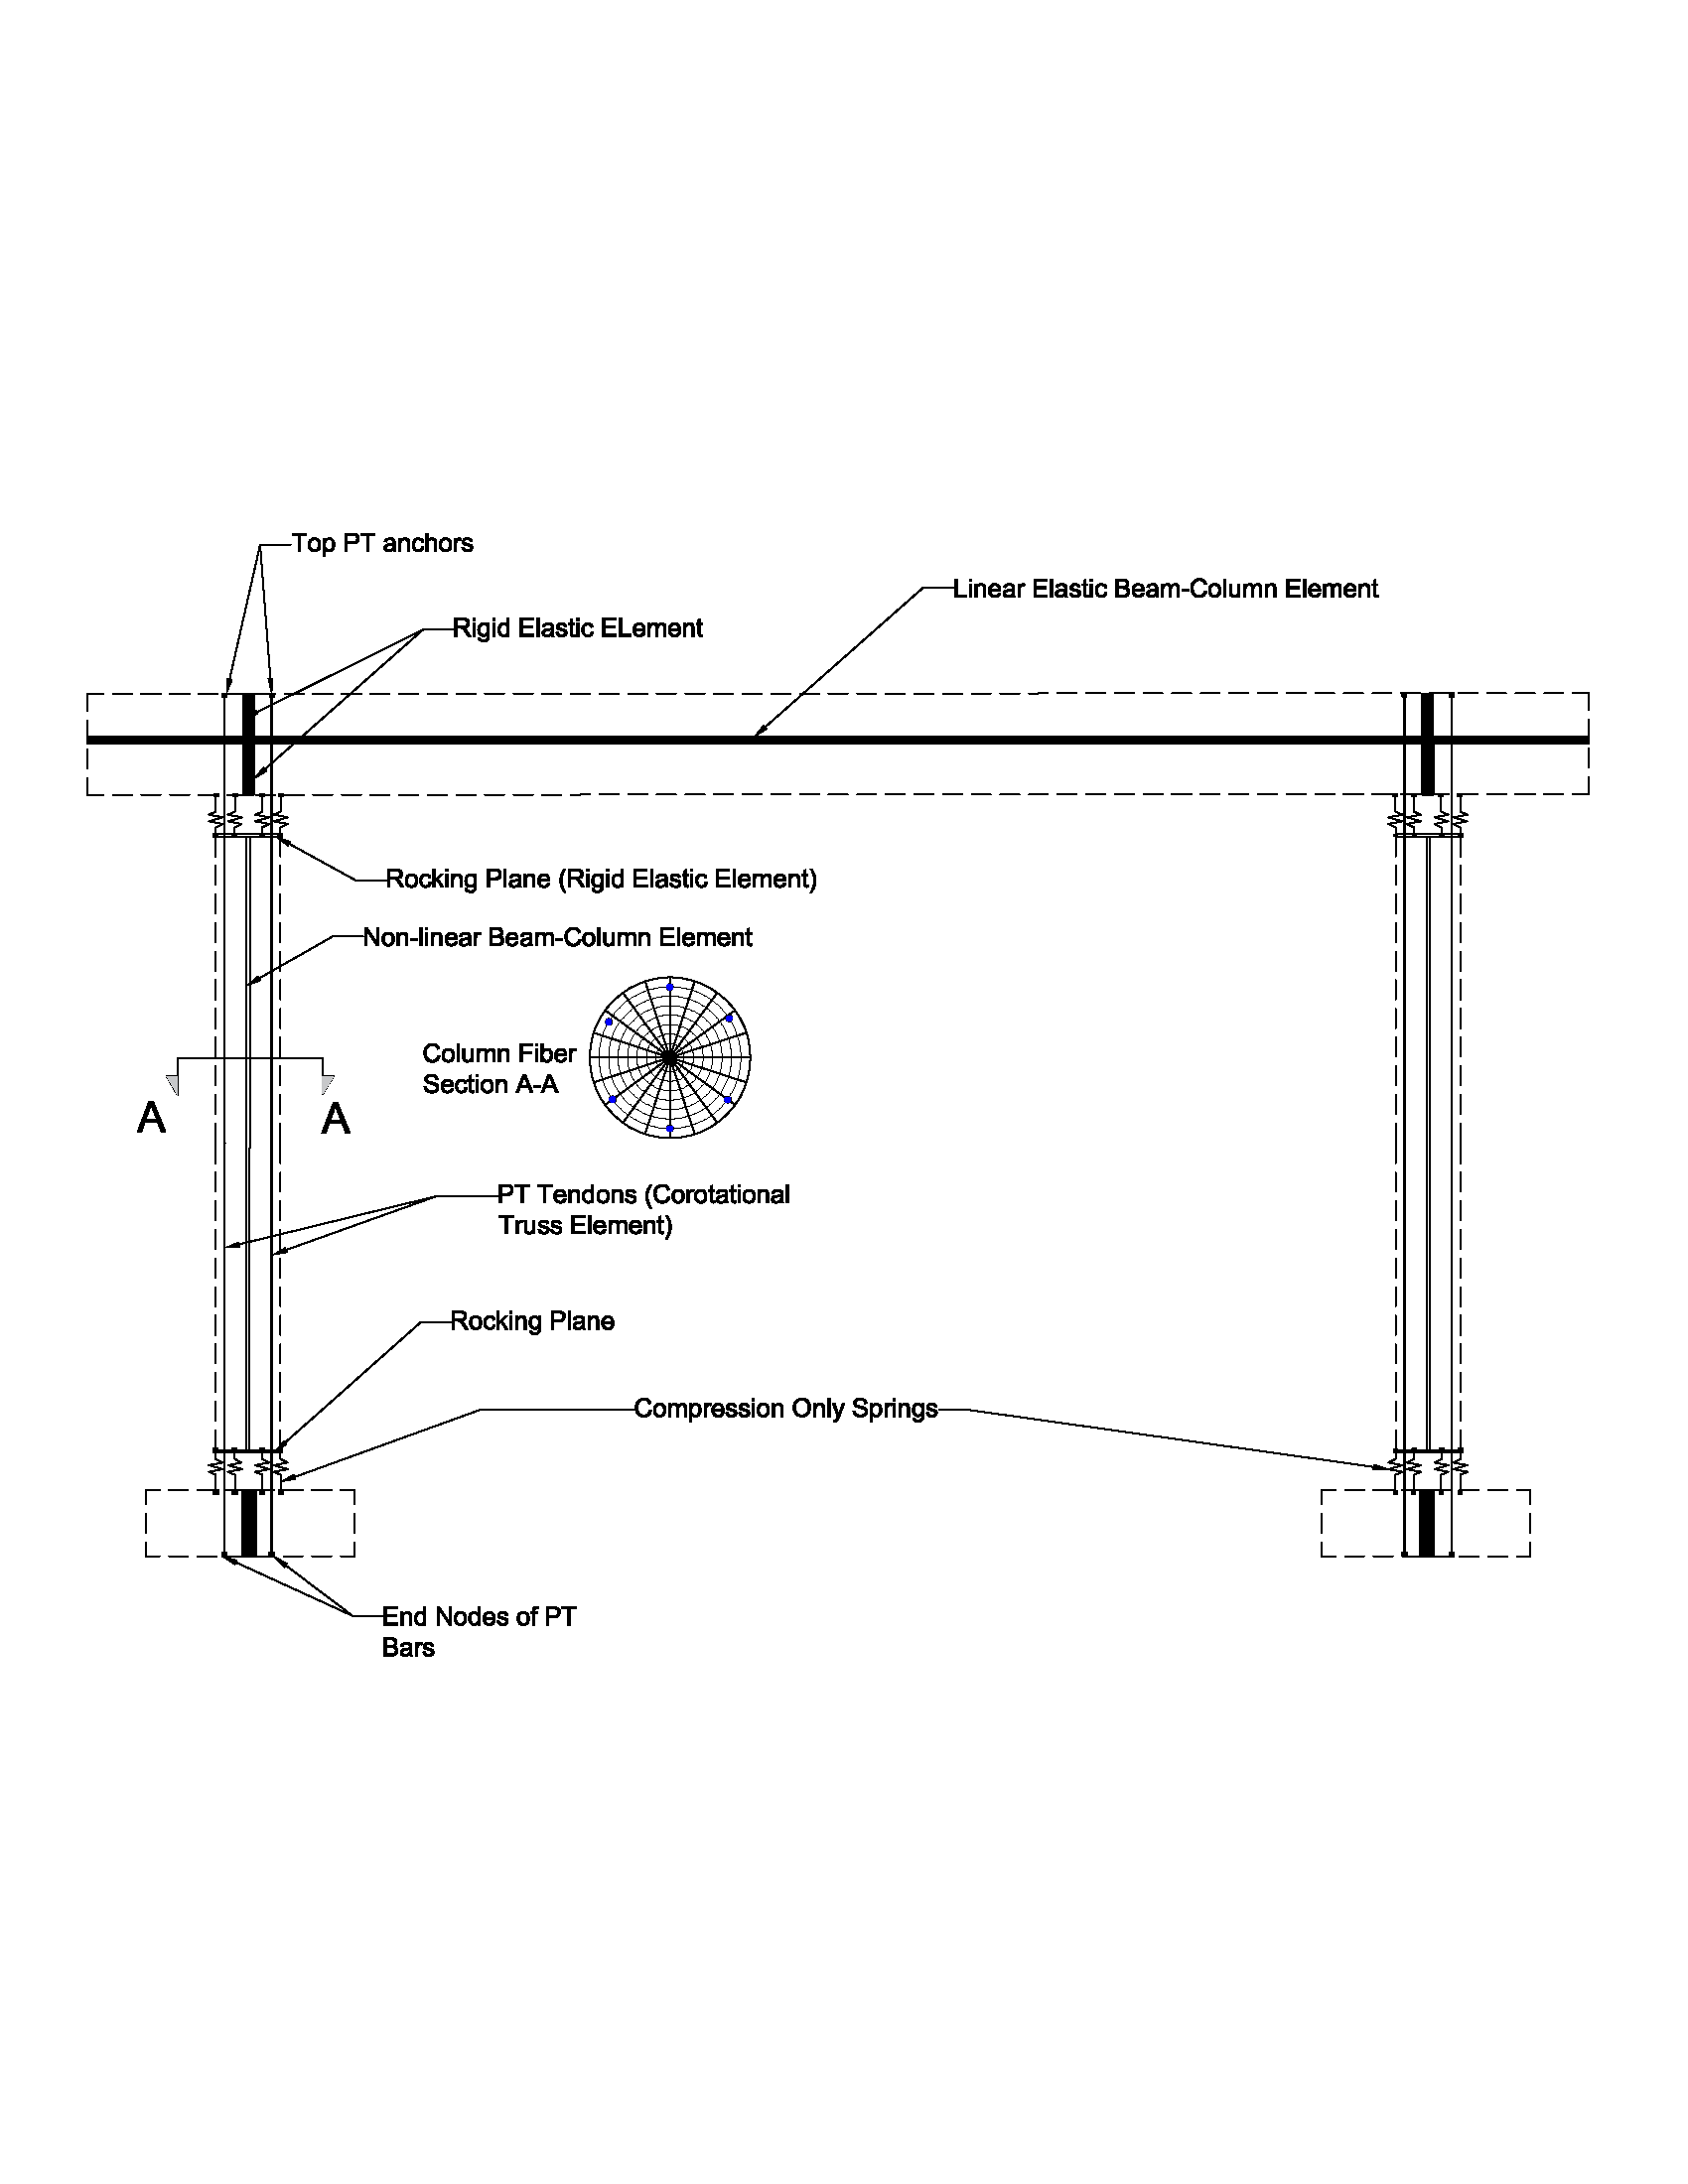 Top PT anchors
Linear Elastic Beam-Column Element
Rigid Elastic ELement
Rocking Plane (Rigid Elastic Element)
Non-linear Beam-Column Element
Column Fiber
Section A-A
A
A
PT Tendons (Corotational
Truss Element)
Rocking Plane
Compression Only Springs
End Nodes of PT
Bars